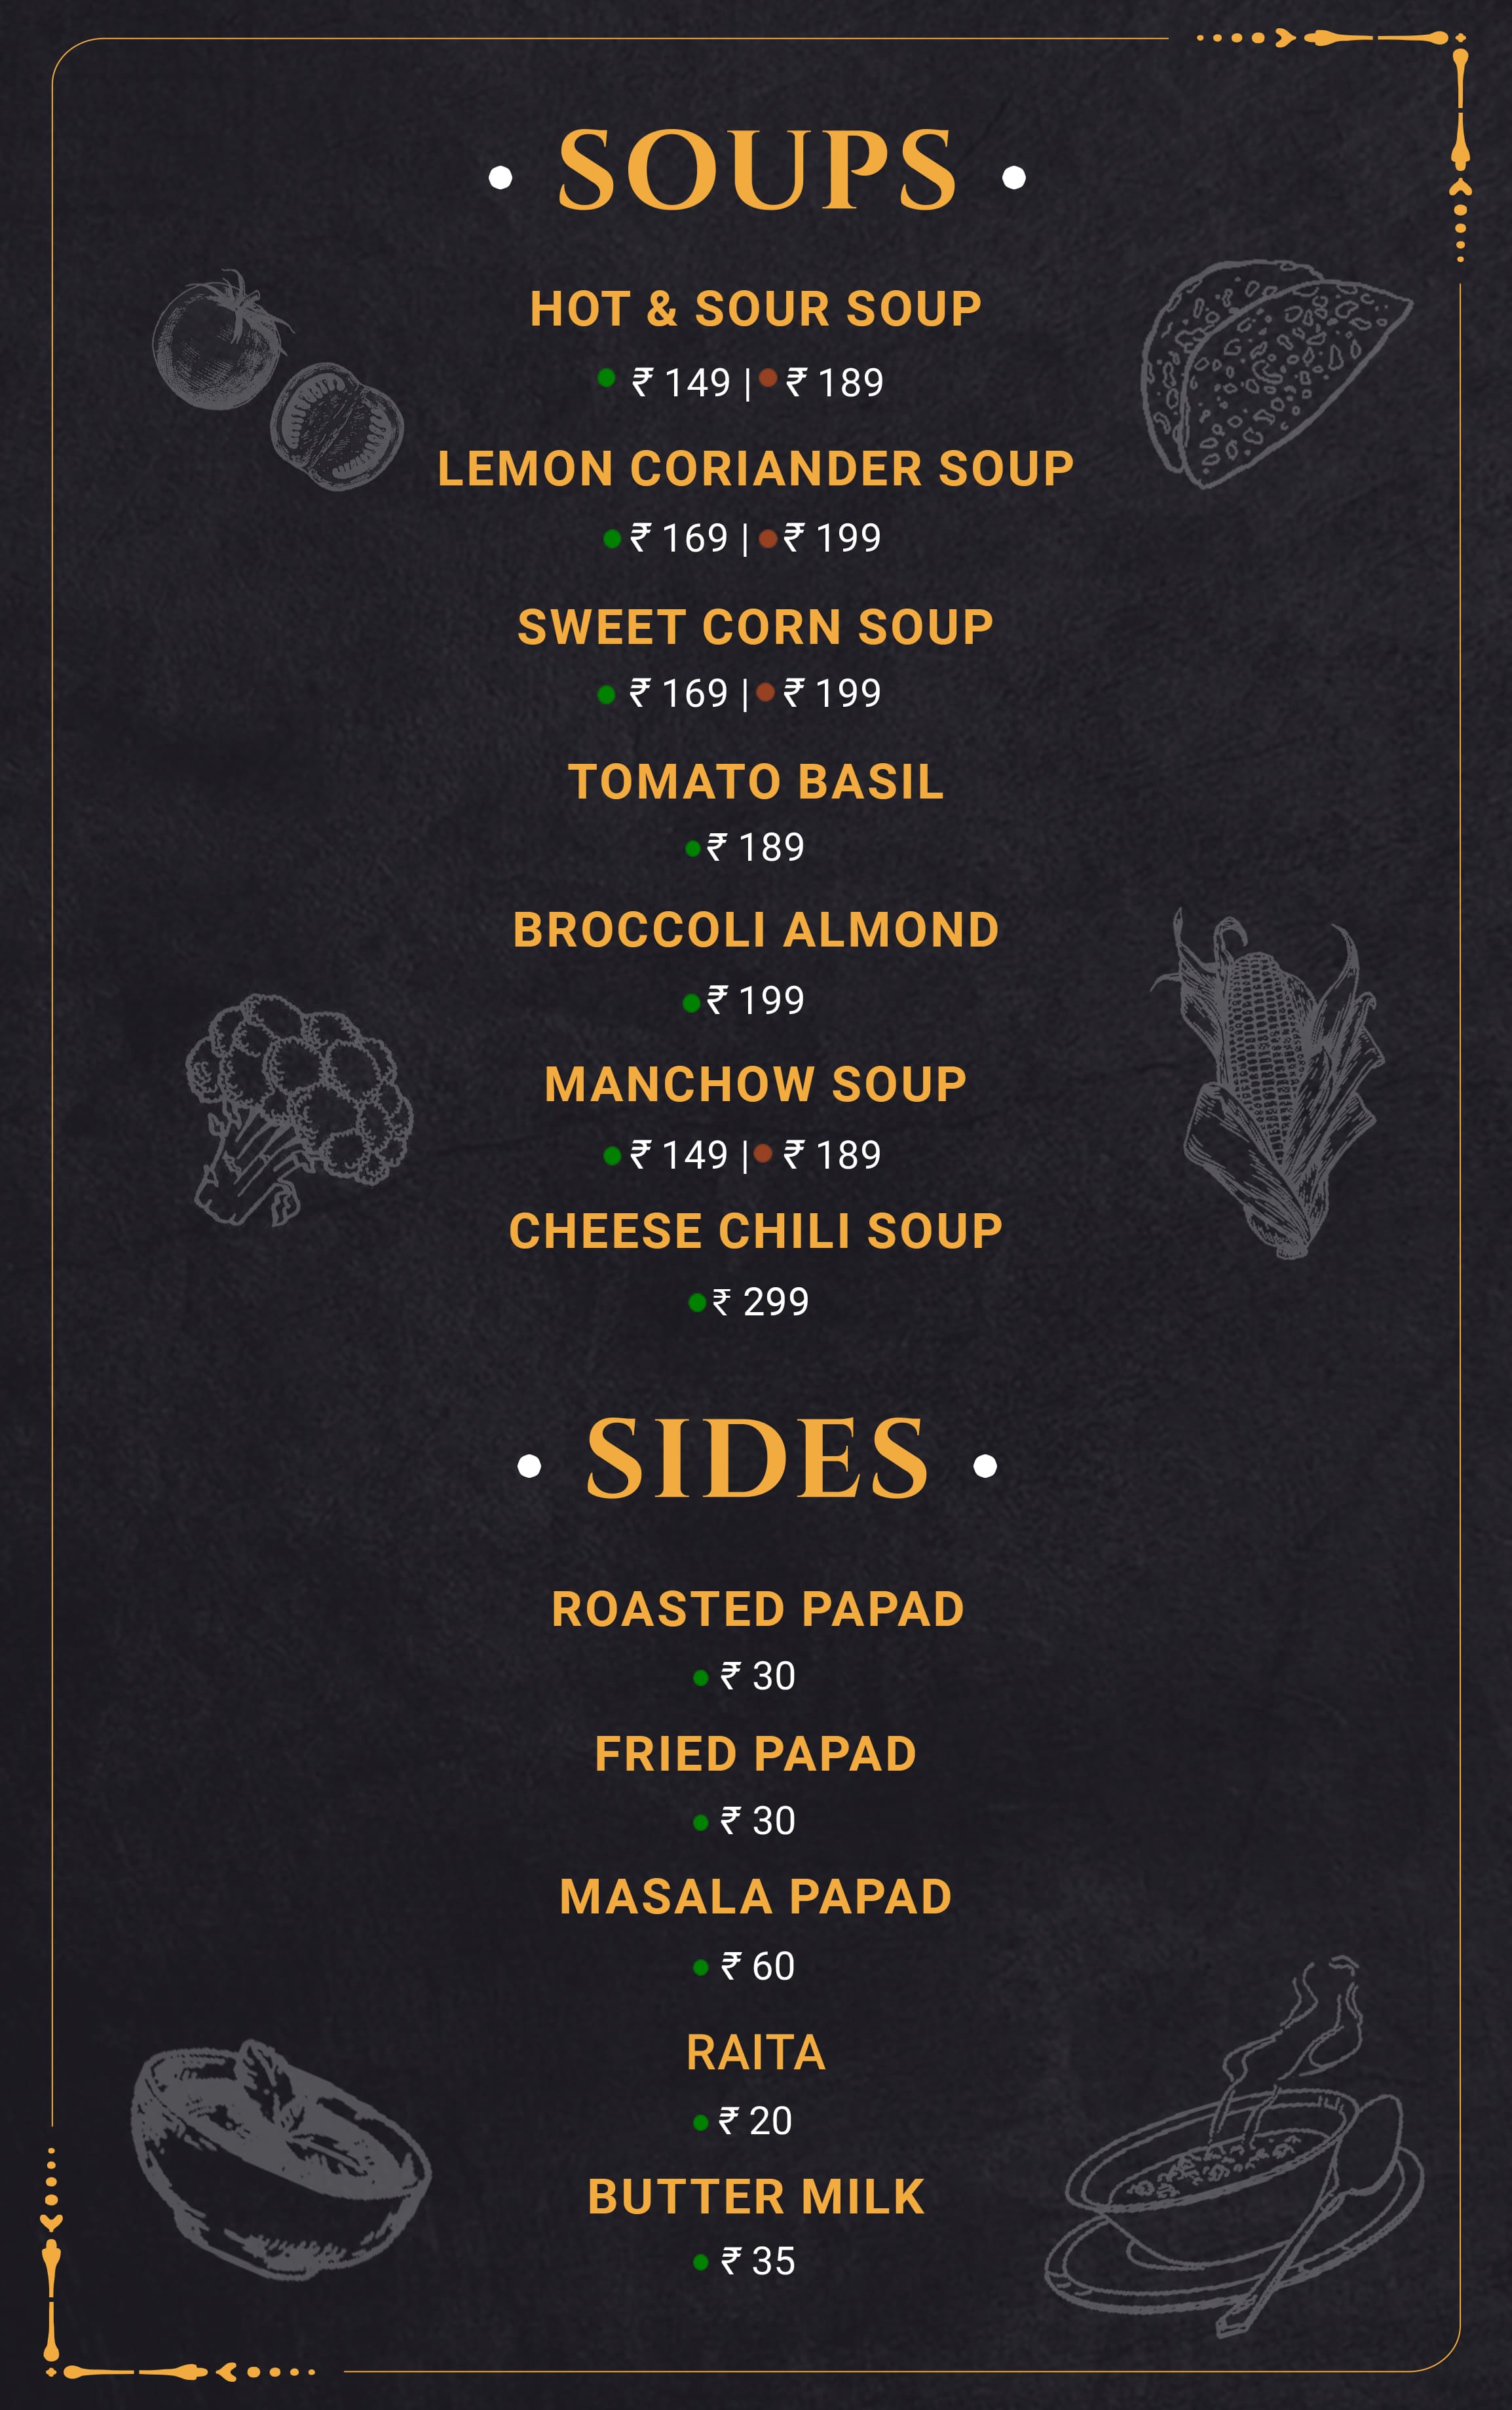 SOUPS
HOT & SOUR SOUP
₹ 149 | ₹ 189
LEMON CORIANDER SOUP
₹ 169 | ₹ 199
SWEET CORN SOUP
₹ 169 | ₹ 199
TOMATO BASIL
₹ 189
BROCCOLI ALMOND
₹ 199
MANCHOW SOUP
₹ 149 | ₹ 189
CHEESE CHILI SOUP
₹ 299
SIDES
ROASTED PAPAD
₹ 30
FRIED PAPAD
₹ 30
MASALA PAPAD
₹ 60
RAITA
₹ 20
BUTTER MILK
₹ 35